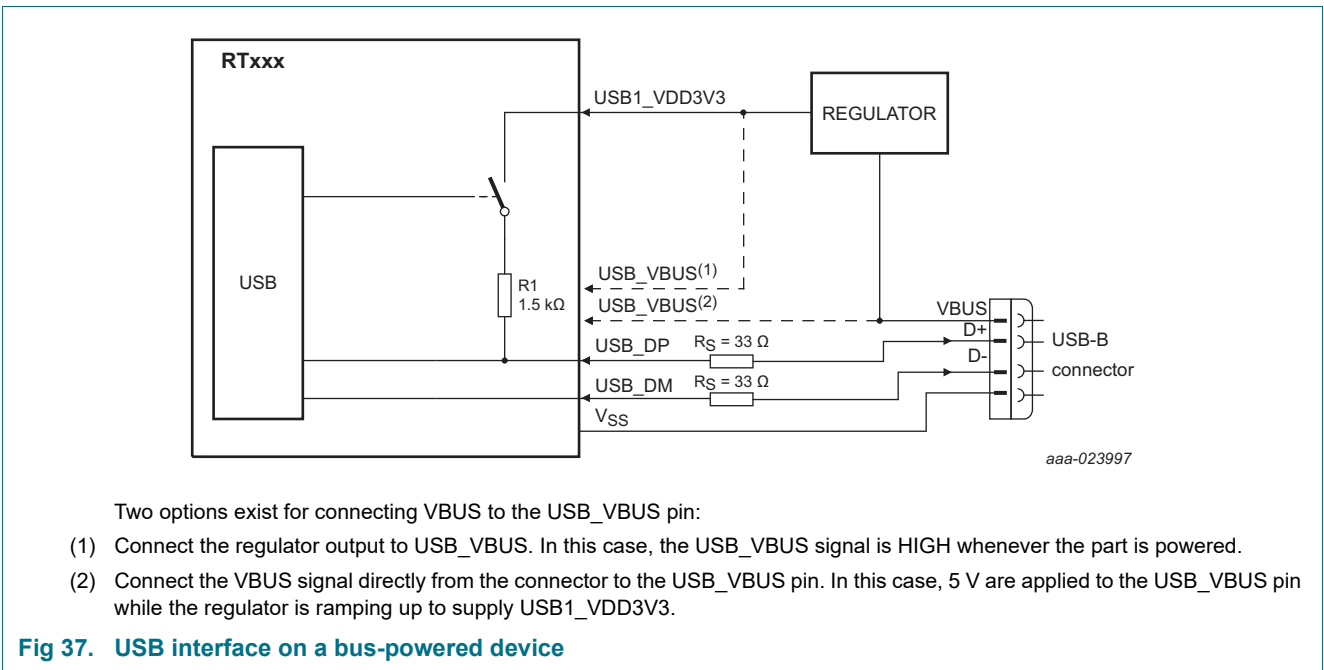 RTxxx
USB1_VDD3V3
REGULATOR
USB
R1
1.5 kΩ
USB_VBUS(1)
USB_VBUS(2)
VBUS
D+
USB-B
connector
USB_DP
RS = 33 Ω
D-
USB_DM
RS = 33 Ω
VSS
aaa-023997
Two options exist for connecting VBUS to the USB_VBUS pin:
(1) Connect the regulator output to USB_VBUS. In this case, the USB_VBUS signal is HIGH whenever the part is powered.
(2) Connect the VBUS signal directly from the connector to the USB_VBUS pin. In this case, 5 V are applied to the USB_VBUS pin
while the regulator is ramping up to supply USB1_VDD3V3.
Fig 37. USB interface on a bus-powered device